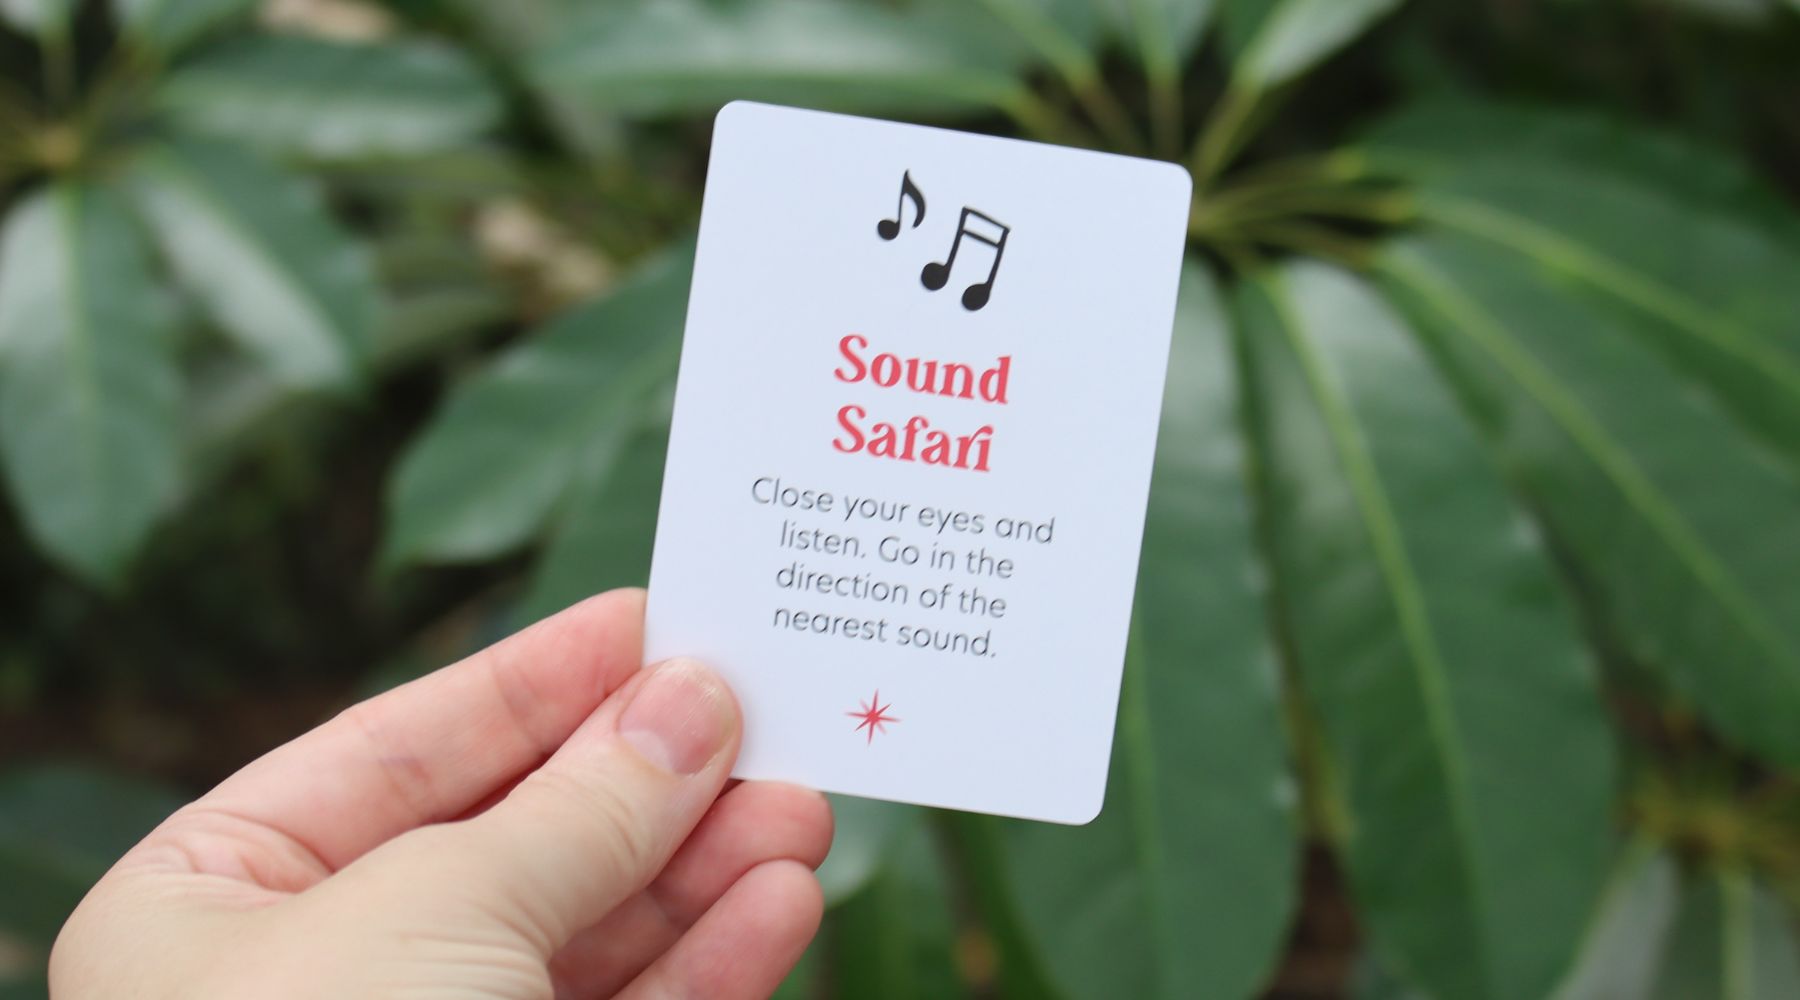 Sound
Safari
Close your eyes and
listen. Go in the
direction of the
nearest sound.